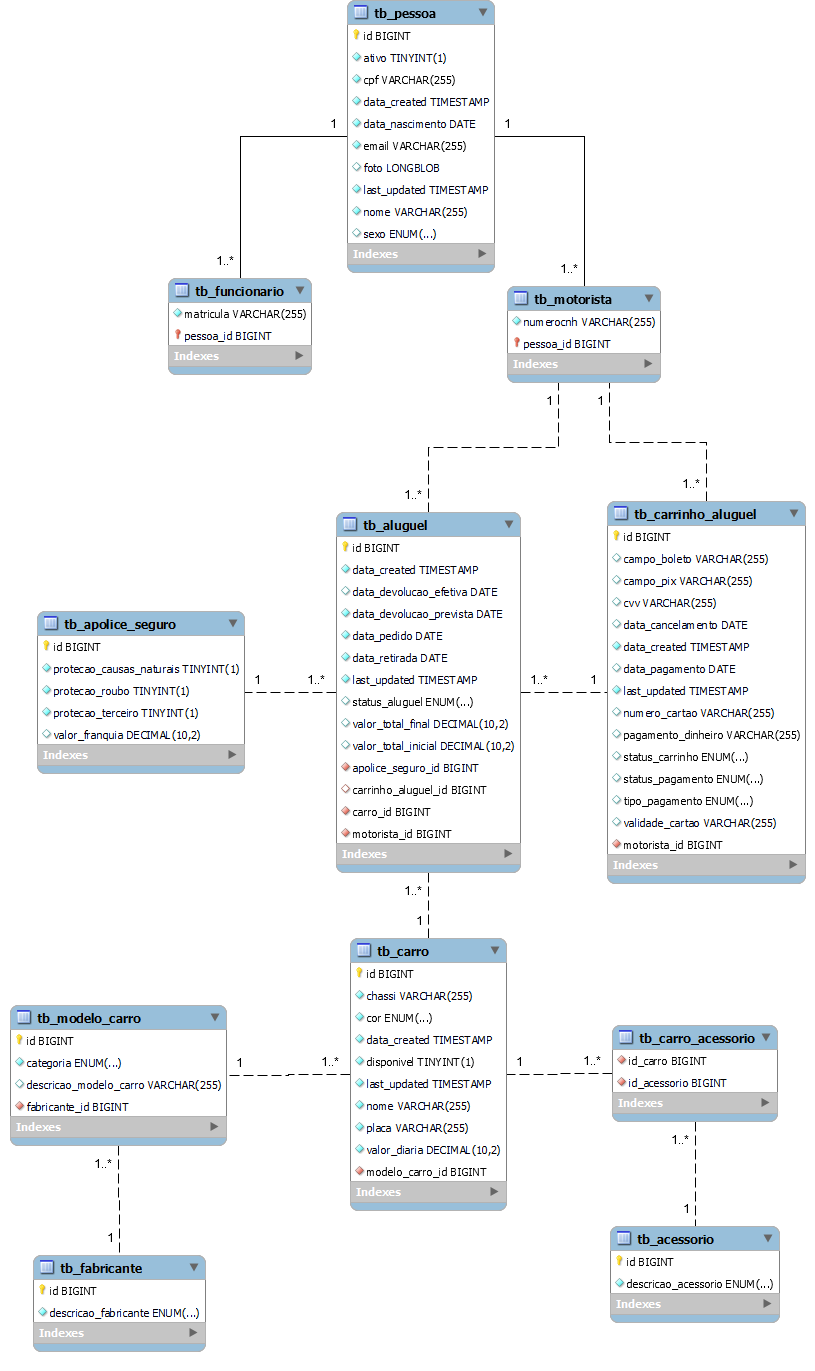 tb_pessoa
id BIGINT
ativo TINYINT(1)
cpf VARCHAR(255)
data_created TIMESTAMP
data_nascimento DATE
email VARCHAR(255)
foto LONGBLOB
last_updated TIMESTAMP
nome VARCHAR(255)
sexo ENUM(...)
Indexes
1
1
1..*
1..*
tb_funcionario
matricula VARCHAR(255)
pessoa_id BIGINT
Indexes
tb_motorista
numerocnh VARCHAR(255)
pessoa_id BIGINT
Indexes
1
1
1..*
1..*
tb_aluguel
id BIGINT
data_created TIMESTAMP
data_devolucao_efetiva DATE
data_devolucao_prevista DATE
data_pedido DATE
data_retirada DATE
last_updated TIMESTAMP
status_aluguel ENUM(...)
valor_total_final DECIMAL(10,2)
valor_total_inicial DECIMAL(10,2)
apolice_seguro_id BIGINT
carrinho_aluguel_id BIGINT
carro_id BIGINT
motorista_id BIGINT
Indexes
tb_carrinho_aluguel
id BIGINT
campo_boleto VARCHAR(255)
campo_pix VARCHAR(255)
cvv VARCHAR(255)
data_cancelamento DATE
data_created TIMESTAMP
data_pagamento DATE
last_updated TIMESTAMP
numero_cartao VARCHAR(255)
pagamento_dinheiro VARCHAR(255)
status_carrinho ENUM(...)
status_pagamento ENUM(...)
tipo_pagamento ENUM(...)
validade_cartao VARCHAR(255)
motorista_id BIGINT
Indexes
tb_apolice_seguro
id BIGINT
protecao_causas_naturais TINYINT(1)
protecao_roubo TINYINT(1)
protecao_terceiro TINYINT(1)
valor_franquia DECIMAL(10,2)
Indexes
1
1..*
1..*
1
1..*
1
tb_carro
id BIGINT
chassi VARCHAR(255)
cor ENUM(...)
data_created TIMESTAMP
disponivel TINYINT(1)
last_updated TIMESTAMP
nome VARCHAR(255)
placa VARCHAR(255)
valor_diaria DECIMAL(10,2)
modelo_carro_id BIGINT
Indexes
tb_modelo_carro
id BIGINT
categoria ENUM(...)
descricao_modelo_carro VARCHAR(255)
fabricante_id BIGINT
Indexes
1
1..*
1
1..*
tb_carro_acessorio
id_carro BIGINT
id_acessorio BIGINT
Indexes
1..*
1
1..*
1
tb_fabricante
id BIGINT
descricao_fabricante ENUM(...)
Indexes
tb_acessorio
id BIGINT
descricao_acessorio ENUM(...)
Indexes